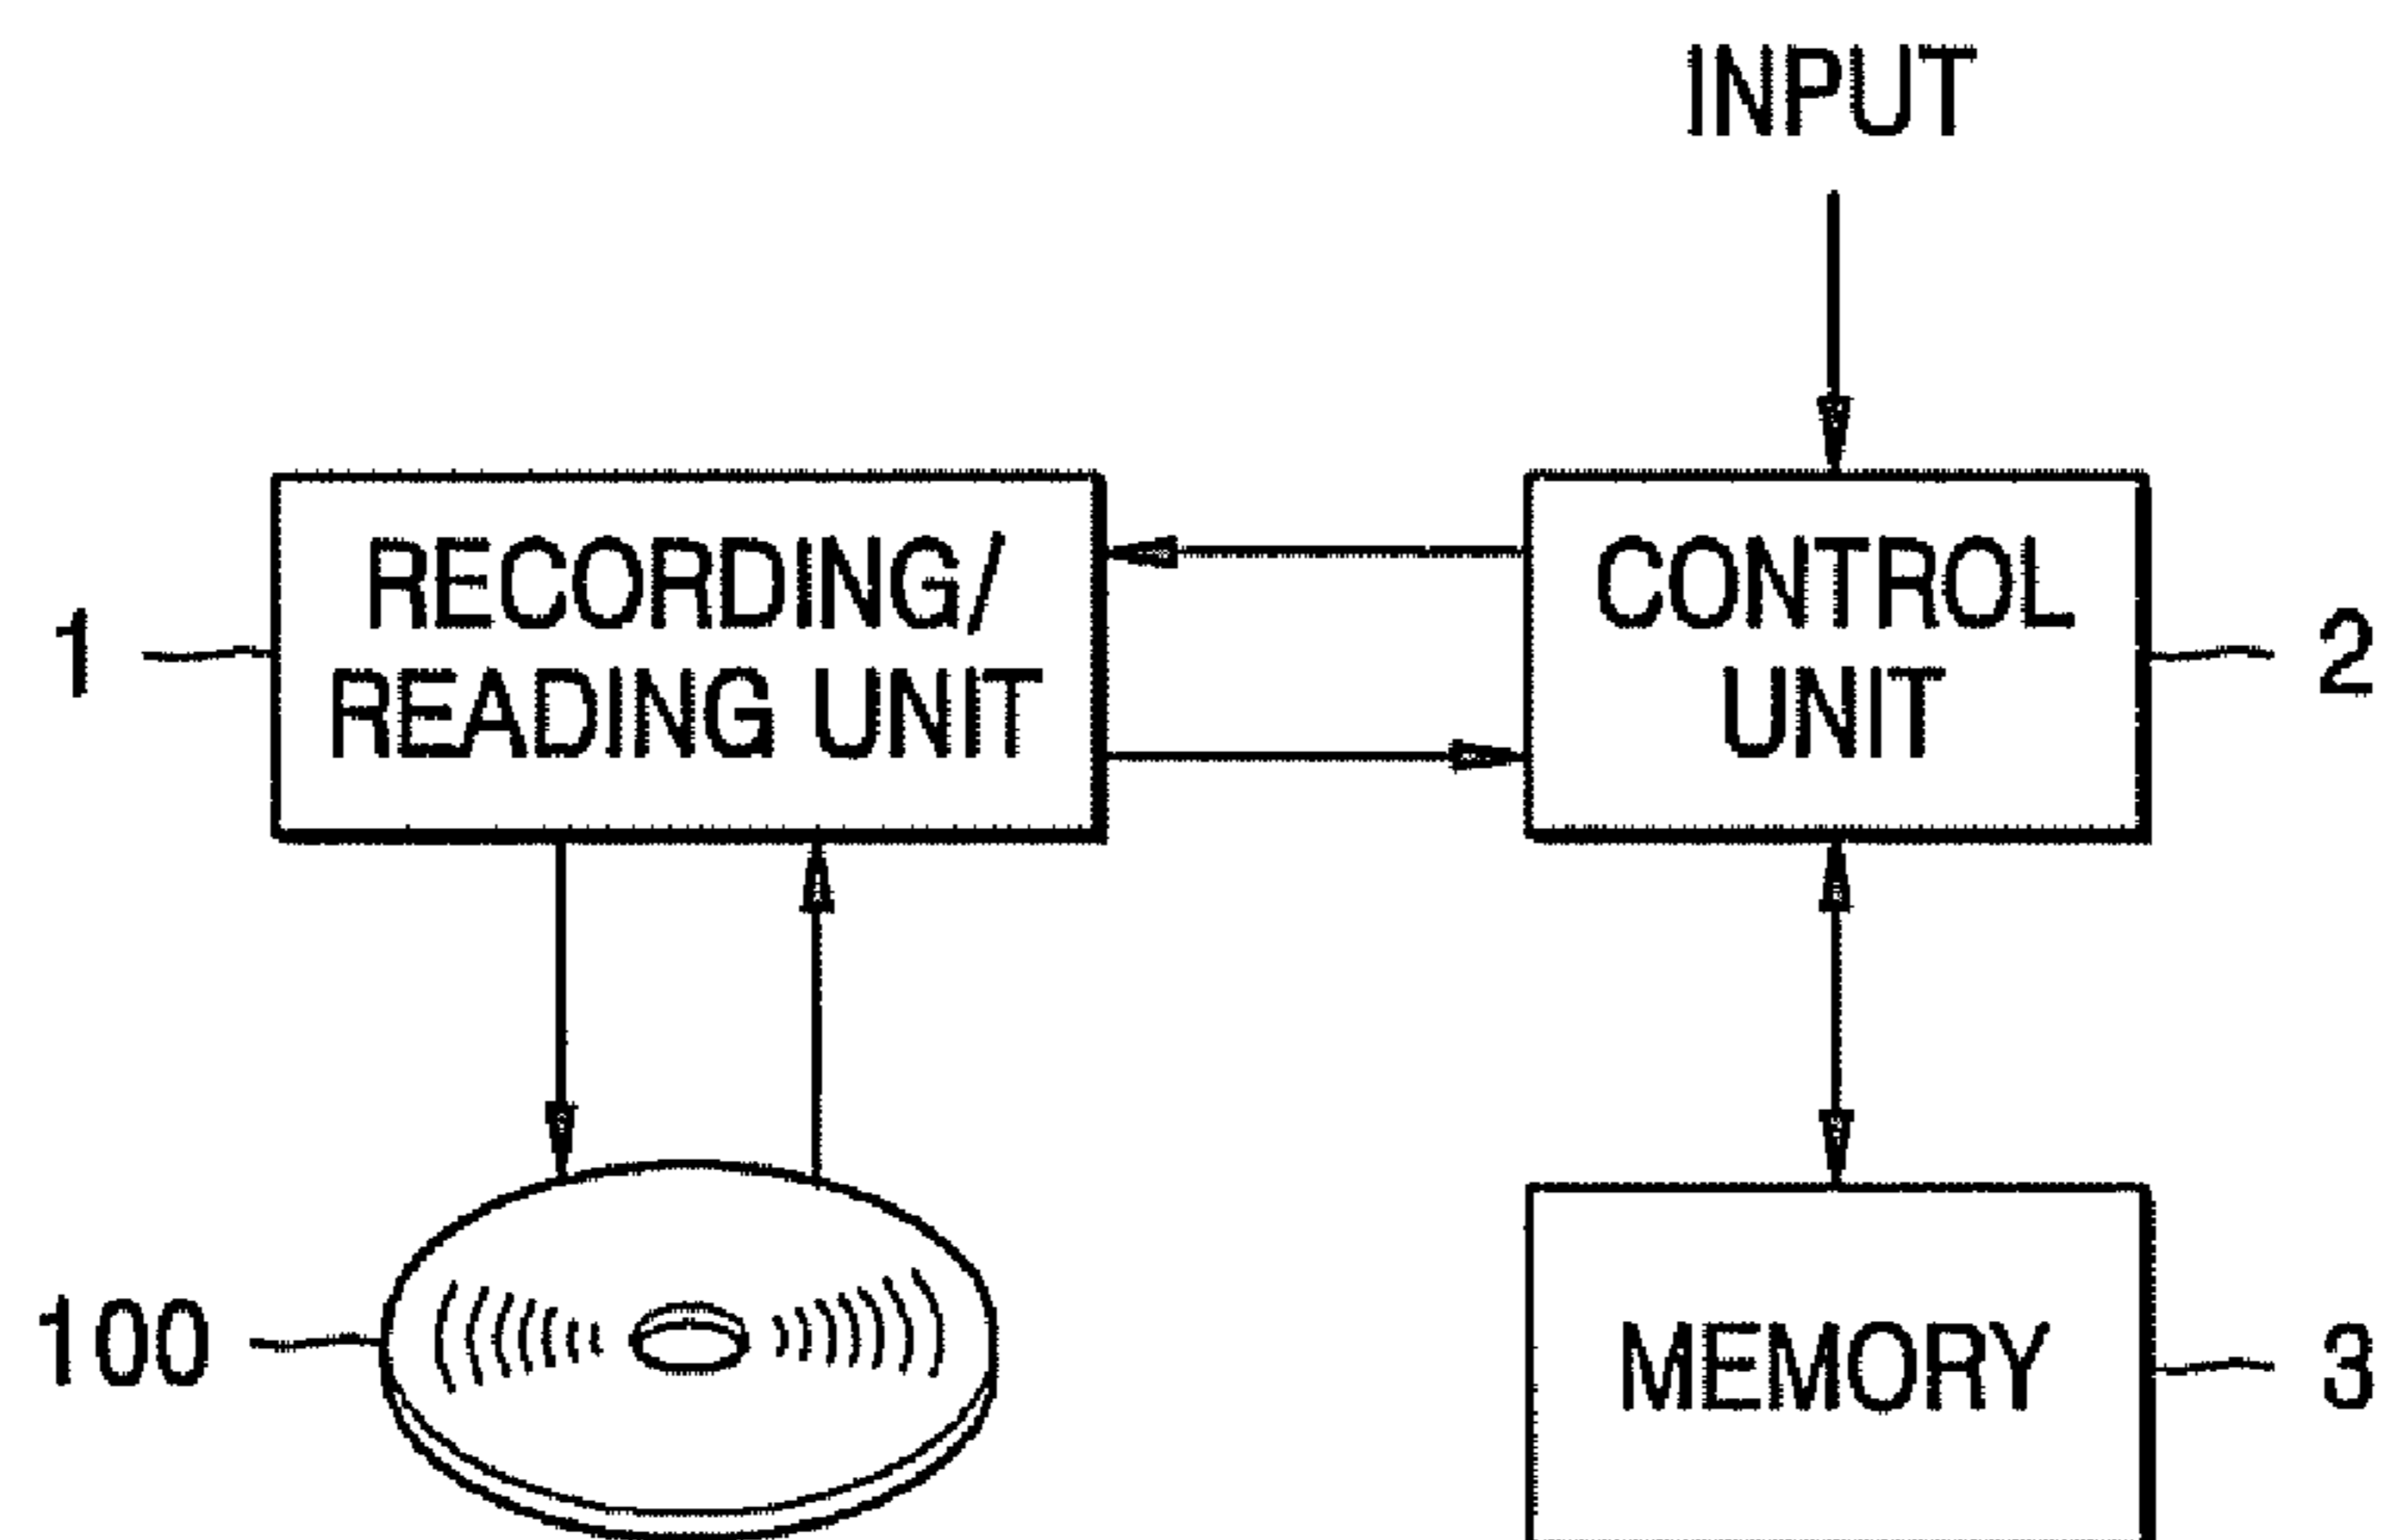 INPUT
RECORDING/
READING UNIT
CONTROL
UNIT
1
2
100
MEMORY
3